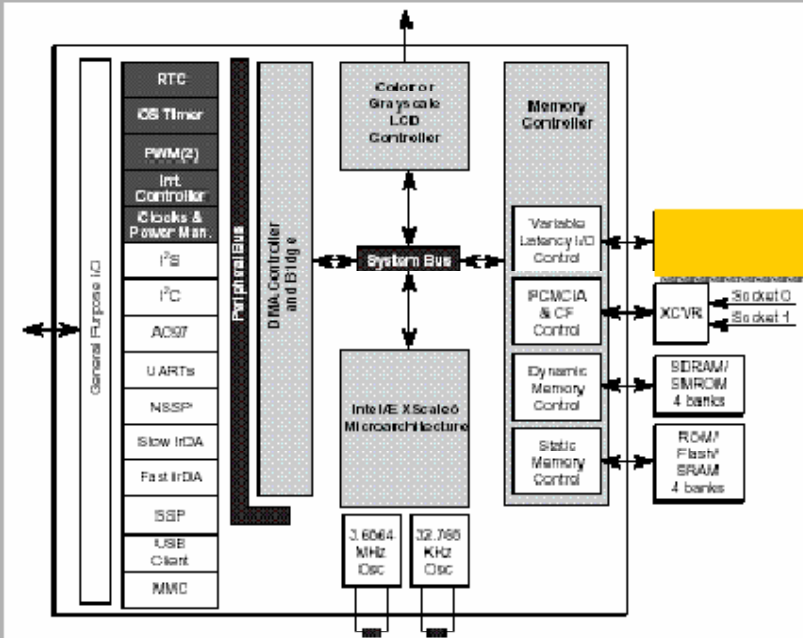 General Purpose I/O
RTC
OS Timer
PWM(2)
Int.
Controller
Clocks &
Power Man.
I²S
I²C
AC97
UARTs
NSSP
Slow IrDA
Fast IrDA
SSP
USB
Client
MMC
Peripheral Bus
DMA Controller
and Bridge
Color or
Grayscale
LCD
Controller
System Bus
Intel/Æ XScaleô
Microarchitecture
3.6864
MHz
Osc
32.768
KHz
Osc
Memory
Controller
Variable
Latency I/O
Control
PCMCIA
& CF
Control
Dynamic
Memory
Control
Static
Memory
Control
XCVR
Socket 0
Socket 1
SDRAM/
SMROM
4 banks
ROM/
Flash/
SRAM
4 banks